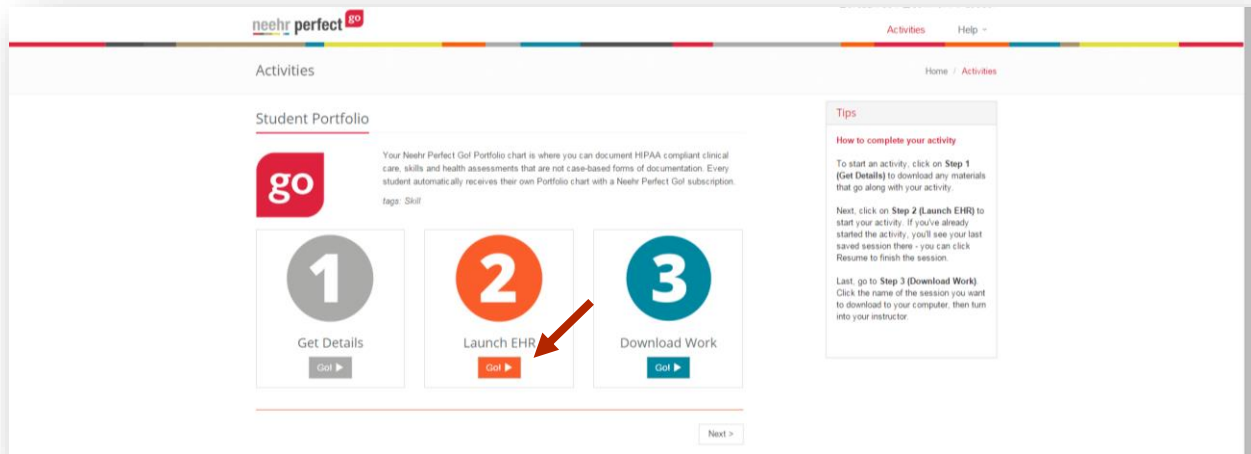 neehr perfect go
Activities Help
Activities
Home / Activities
Student Portfolio
go
Your Neehr Perfect Go! Portfolio chart is where you can document HIPAA compliant clinical
care, skills and health assessments that are not case-based forms of documentation. Every
student automatically receives their own Portfolio chart with a Neehr Perfect Go! subscription.
tags: Skill
1
Get Details
Go!
2
Launch EHR
Go!
3
Download Work
Go!
Next >
Tips
How to complete your activity
To start an activity, click on Step 1
(Get Details) to download any materials
that go along with your activity.
Next, click on Step 2 (Launch EHR) to
start your activity. If you've already
started the activity, you'll see your last
saved session there - you can click
Resume to finish the session.
Last, go to Step 3 (Download Work).
Click the name of the session you want
to download to your computer, then turn
into your instructor.